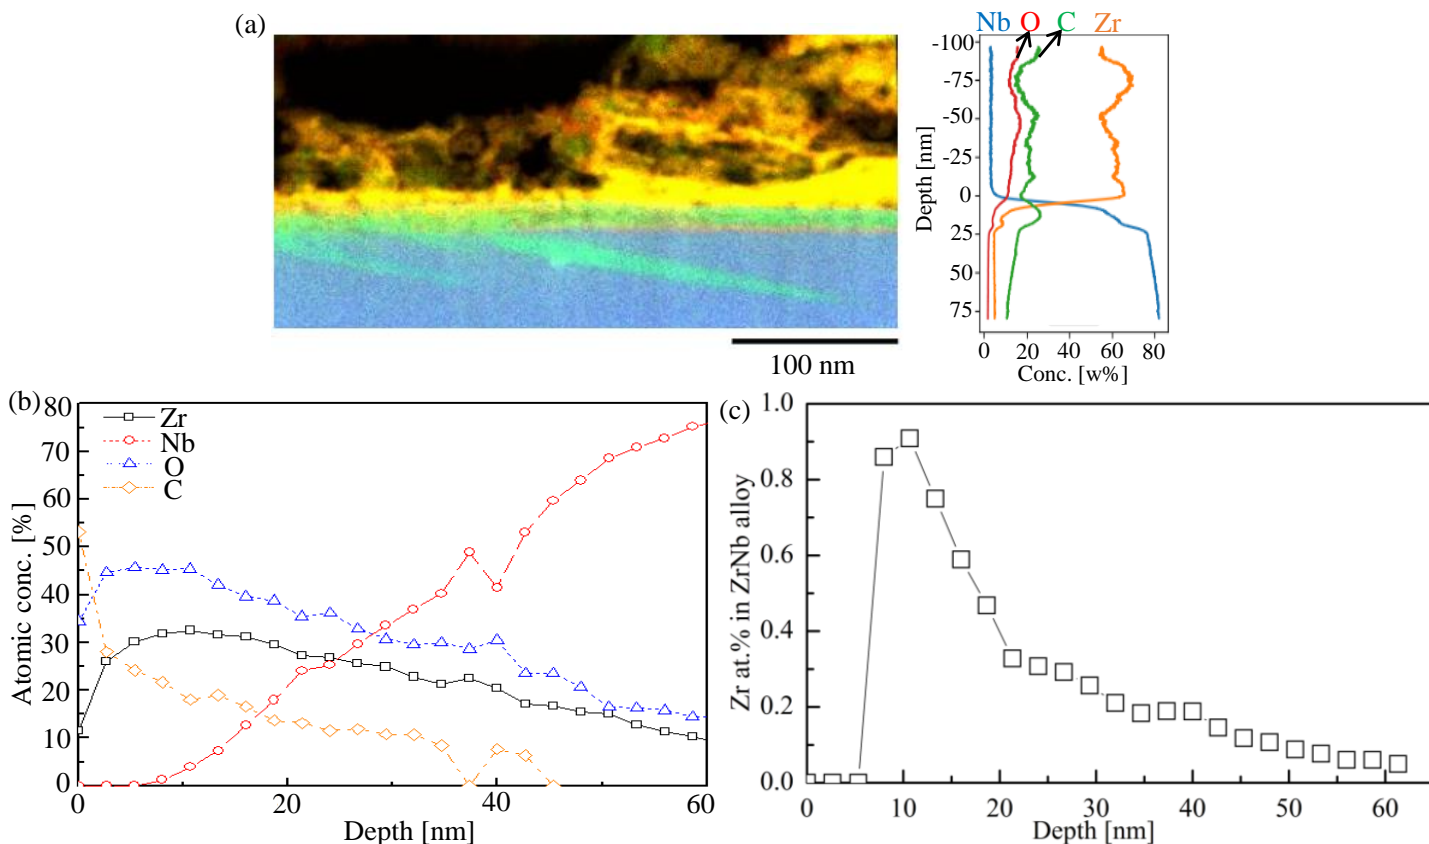 (a)
Nb O C Zr
-100
-75
-50
-25
0
25
50
75
Depth [nm]
0 20 40 60 80
Conc. [w%]
100 nm
(b)
Zr
Nb
O
C
80
70
60
50
40
30
20
10
0
Atomic conc. [%]
0 20 40 60
Depth [nm]
(c)
1.0
0.8
0.6
0.4
0.2
0.0
Zr at.% in ZrNb alloy
0 10 20 30 40 50 60
Depth [nm]